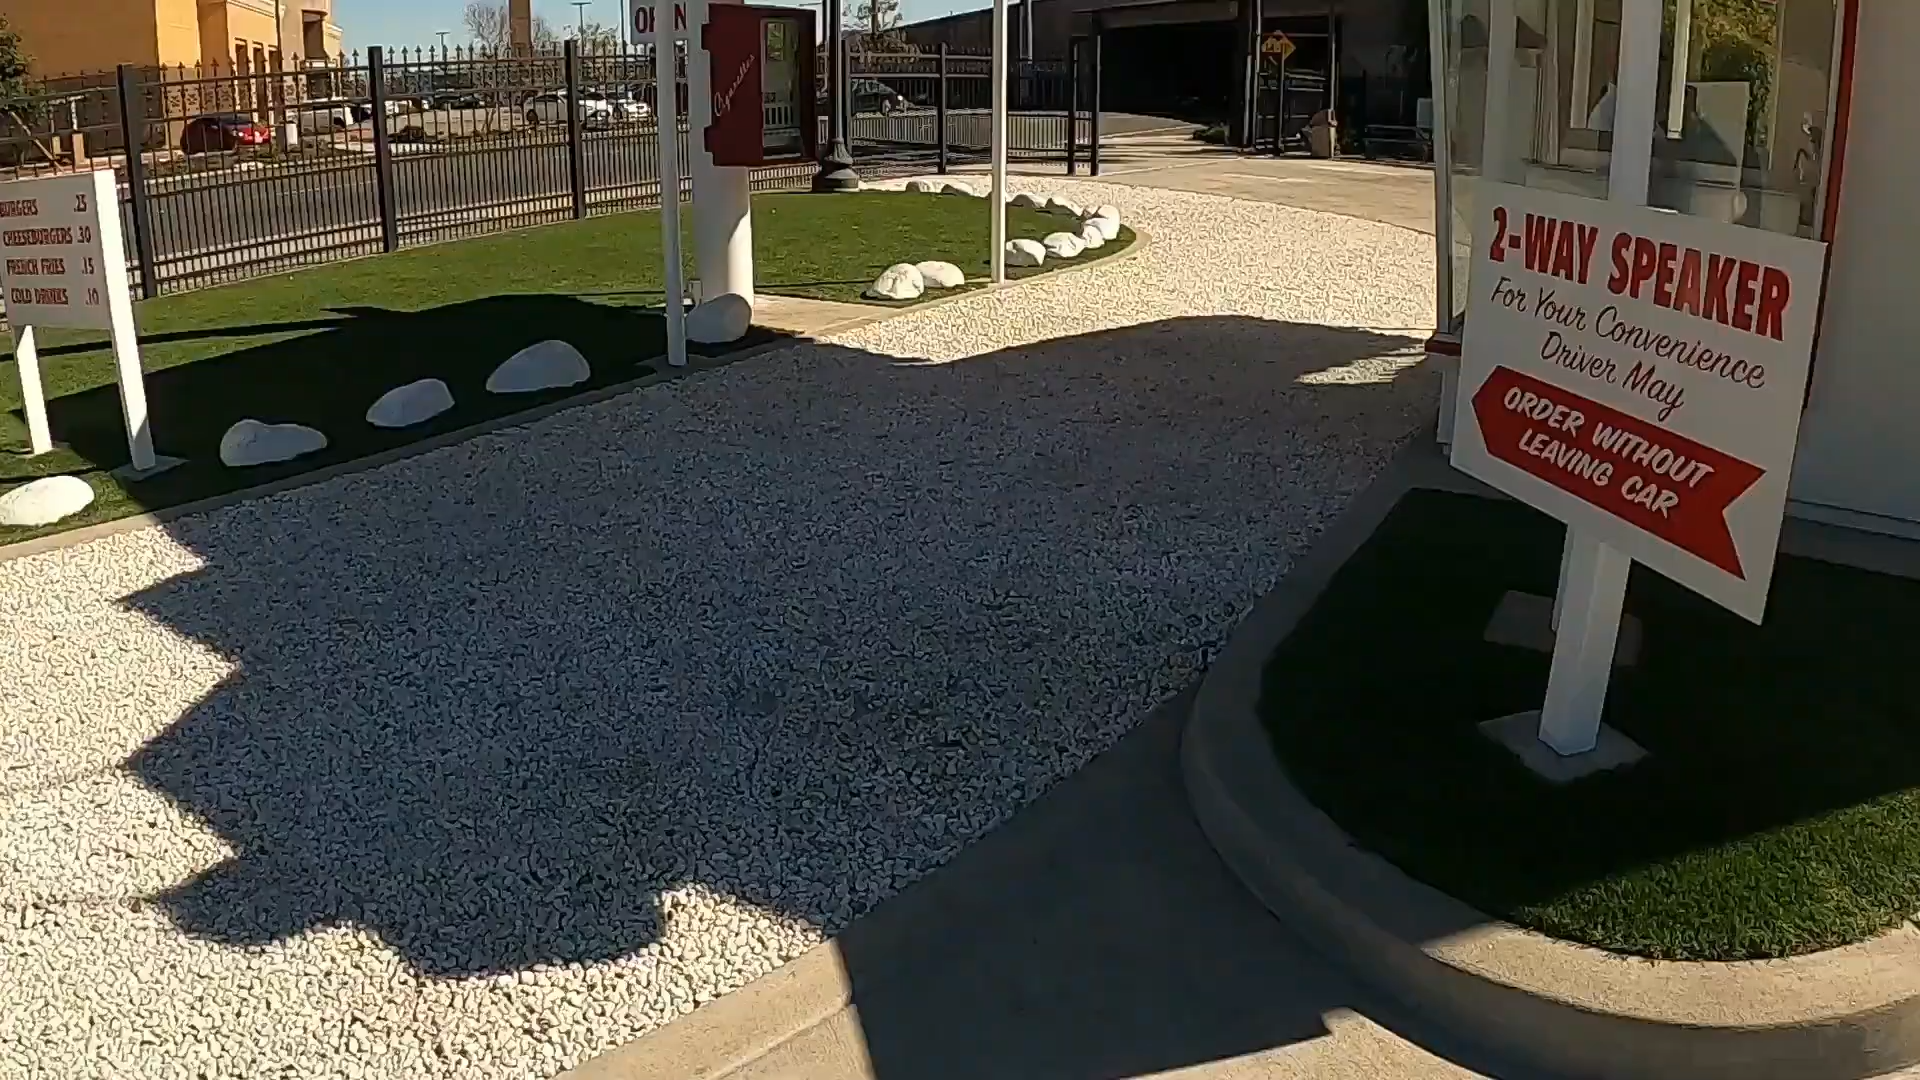 OPEN
Cigarettes
BURGERS .25
CHEESEBURGERS .30
FRENCH FRIES .15
COLD DRINKS .10
2-WAY SPEAKER
For Your Convenience
Driver May
ORDER WITHOUT
LEAVING CAR